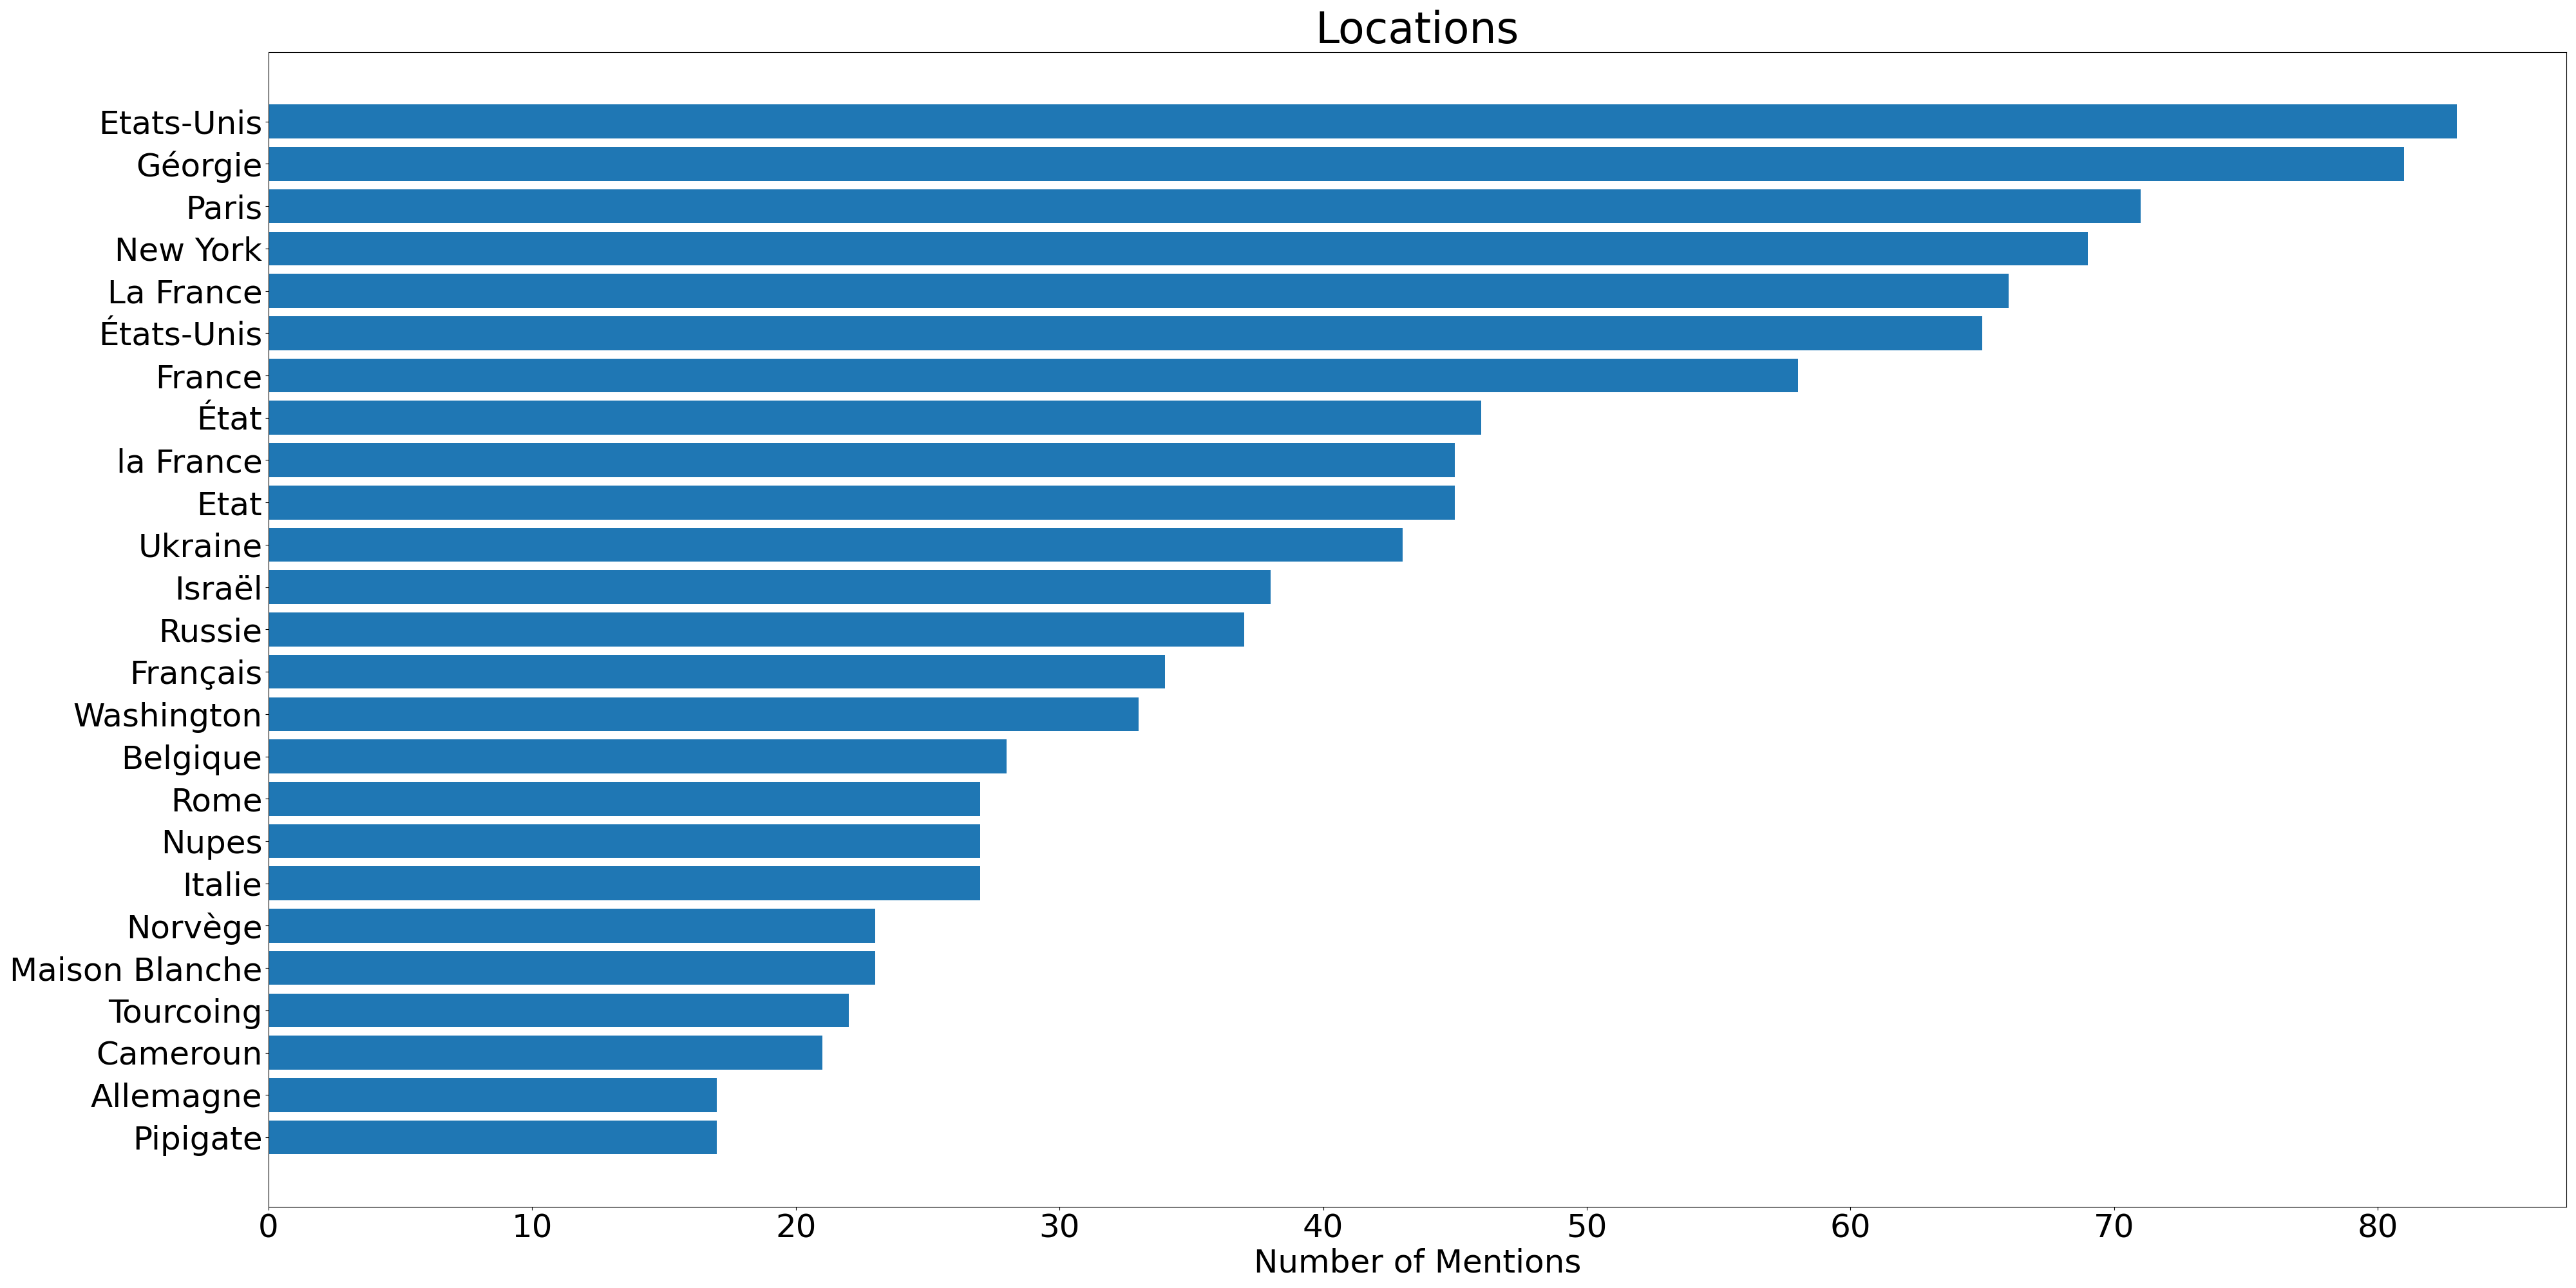 Locations
Etats-Unis
Géorgie
Paris
New York
La France
États-Unis
France
État
la France
Etat
Ukraine
Israël
Russie
Français
Washington
Belgique
Rome
Nupes
Italie
Norvège
Maison Blanche
Tourcoing
Cameroun
Allemagne
Pipigate
0 10 20 30 40 50 60 70 80
Number of Mentions